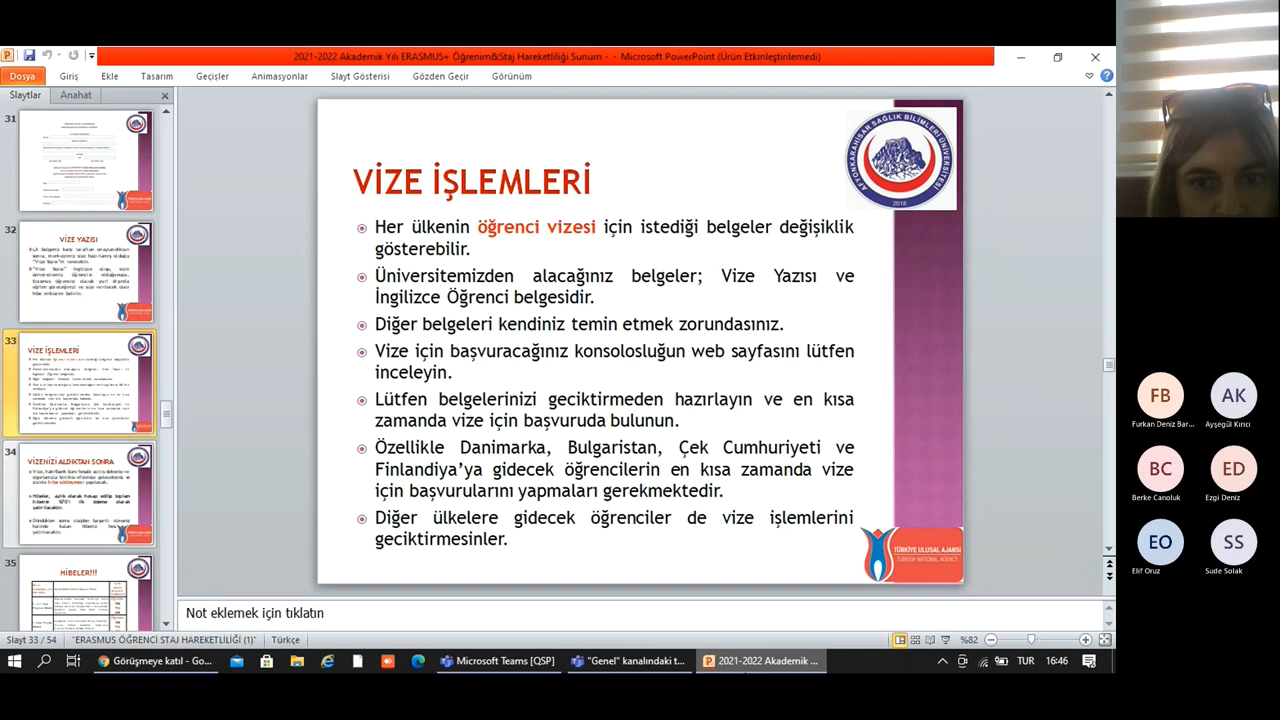 2021-2022 Akademik Yılı ERASMUS+ Öğrenim&Staj Hareketliliği Sunum - - Microsoft PowerPoint (Ürün Etkinleştirilemedi)
Dosya Giriş Ekle Tasarım Geçişler Animasyonlar Slayt Gösterisi Gözden Geçir Görünüm
Slaytlar Anahat
31
32
VİZE YAZISI
33
VİZE İŞLEMLERİ
34
VİZENİZİ ALDIKTAN SONRA
35
HİBELER!!!
AFYONKARAHİSAR SAĞLIK BİLİMLERİ ÜNİVERSİTESİ
2018
VİZE İŞLEMLERİ
Her ülkenin öğrenci vizesi için istediği belgeler değişiklik
gösterebilir.
Üniversitemizden alacağınız belgeler; Vize Yazısı ve
İngilizce Öğrenci belgesidir.
Diğer belgeleri kendiniz temin etmek zorundasınız.
Vize için başvuracağınız konsolosluğun web sayfasını lütfen
inceleyin.
Lütfen belgelerinizi geciktirmeden hazırlayın ve en kısa
zamanda vize için başvuruda bulunun.
Özellikle Danimarka, Bulgaristan, Çek Cumhuriyeti ve
Finlandiya’ya gidecek öğrencilerin en kısa zamanda vize
için başvurularını yapmaları gerekmektedir.
Diğer ülkelere gidecek öğrenciler de vize işlemlerini
geciktirmesinler.
TÜRKİYE ULUSAL AJANSI
TURKISH NATIONAL AGENCY
Not eklemek için tıklatın
Slayt 33 / 54 "ERASMUS ÖĞRENCİ STAJ HAREKETLİLİĞİ (1)" Türkçe %82
Görüşmeye katıl - Go... Microsoft Teams [QSP] "Genel" kanalındaki t... 2021-2022 Akademik ... TUR 16:46
FB AK
Furkan Deniz Bar... Ayşegül Kırıcı
BC ED
Berke Canoluk Ezgi Deniz
EO SS
Elif Oruz Sude Solak